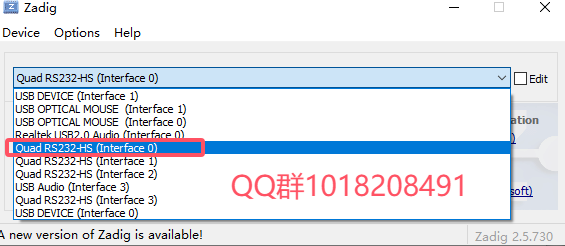 Zadig
Device Options Help
Quad RS232-HS (Interface 0)
Edit
USB DEVICE (Interface 1)
USB OPTICAL MOUSE (Interface 1)
USB OPTICAL MOUSE (Interface 0)
Realtek USB2.0 Audio (Interface 0)
Quad RS232-HS (Interface 0)
Quad RS232-HS (Interface 1)
Quad RS232-HS (Interface 2)
USB Audio (Interface 3)
Quad RS232-HS (Interface 3)
USB DEVICE (Interface 0)
QQ群1018208491
ation
)
soft)
A new version of Zadig is available!
Zadig 2.5.730